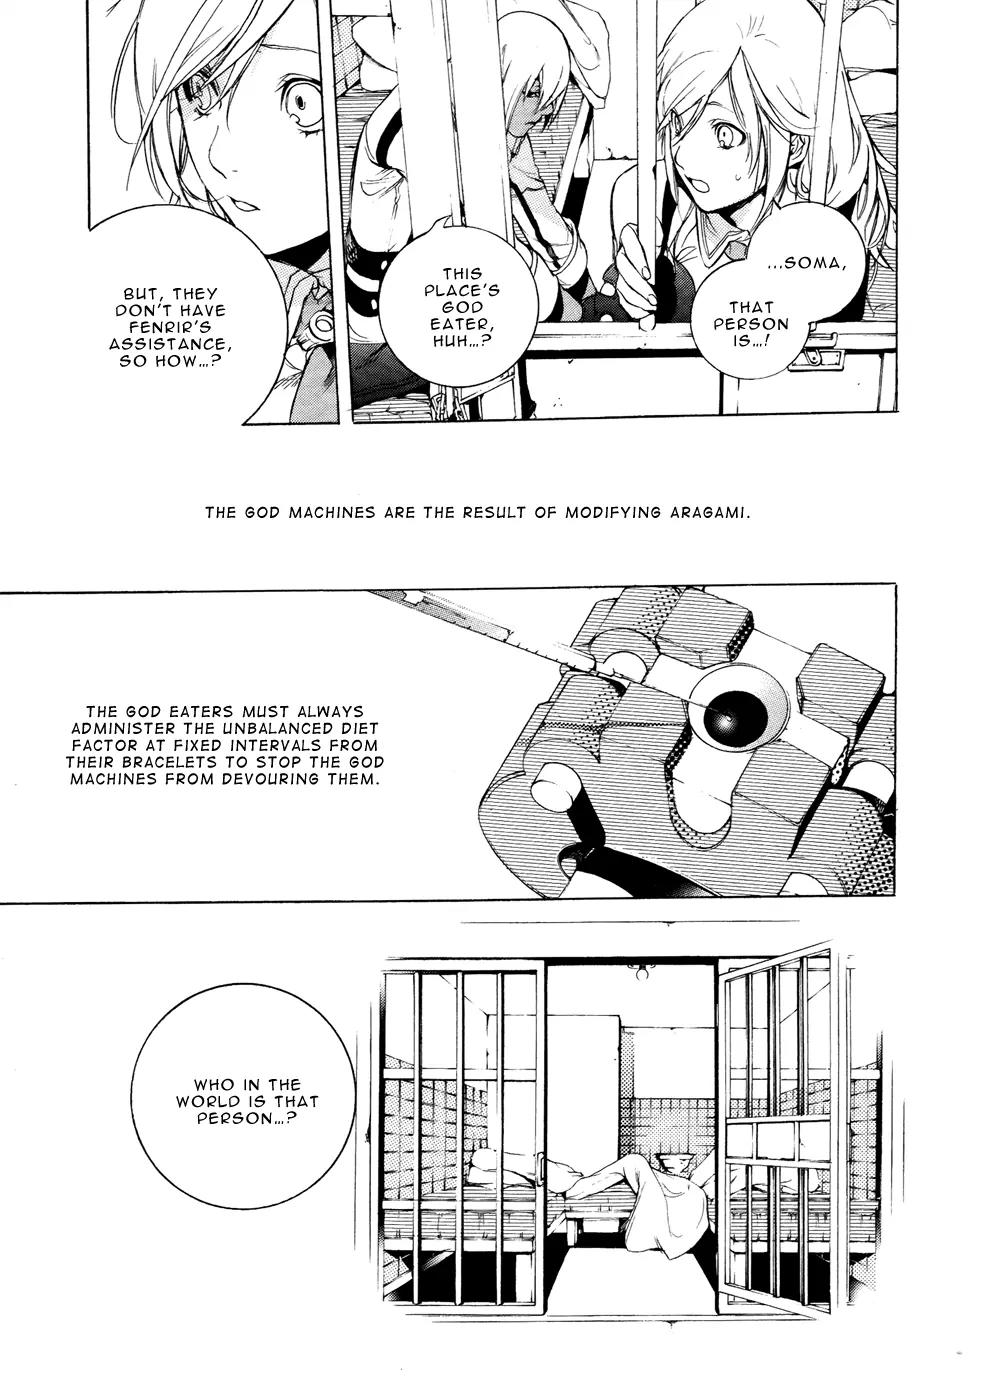 ...SOMA,
THAT
PERSON
IS...!
THIS
PLACE'S
GOD
EATER,
HUH...?
BUT, THEY
DON'T HAVE
FENRIR'S
ASSISTANCE,
SO HOW...?
THE GOD MACHINES ARE THE RESULT OF MODIFYING ARAGAMI.
THE GOD EATERS MUST ALWAYS
ADMINISTER THE UNBALANCED DIET
FACTOR AT FIXED INTERVALS FROM
THEIR BRACELETS TO STOP THE GOD
MACHINES FROM DEVOURING THEM.
WHO IN THE
WORLD IS THAT
PERSON...?